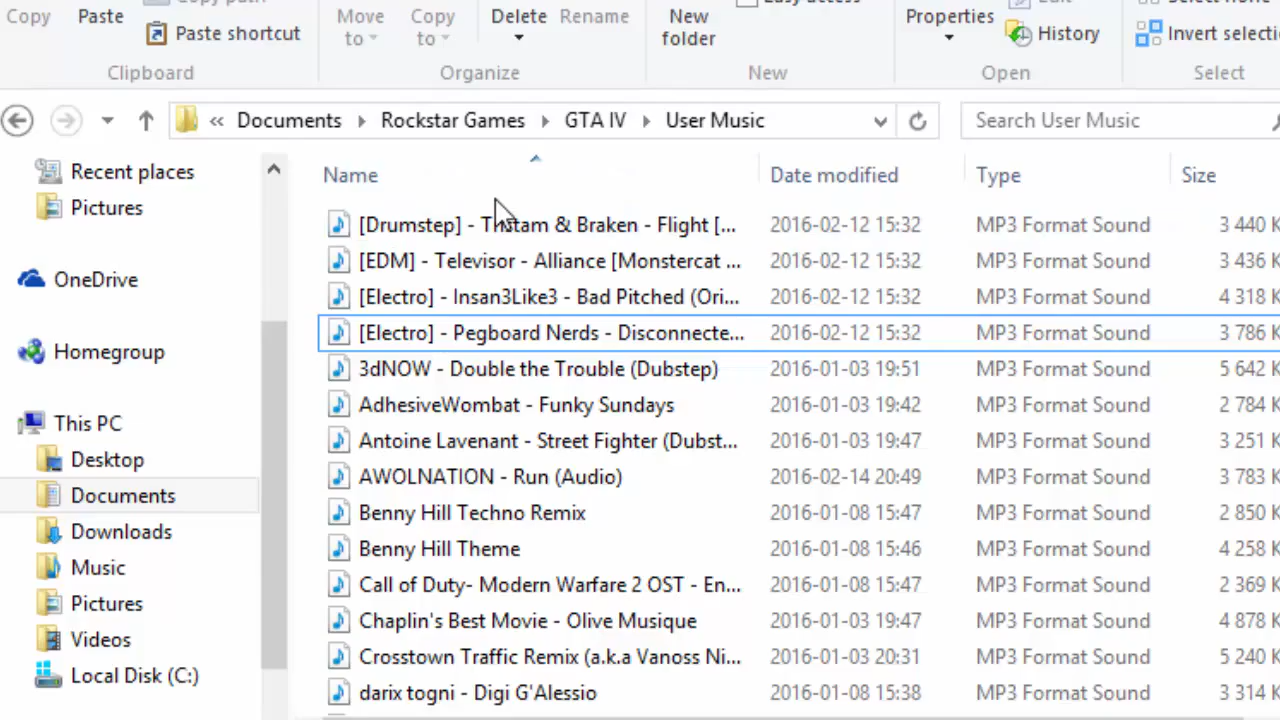 Copy Paste Paste shortcut Move to Copy to Delete Rename New folder Easy access Properties Edit History Select none Invert selecti
Clipboard Organize New Open Select
« Documents Rockstar Games GTA IV User Music Search User Music
Name Date modified Type Size
Recent places
Pictures
OneDrive
Homegroup
This PC
Desktop
Documents
Downloads
Music
Pictures
Videos
Local Disk (C:)
[Drumstep] - Tristam & Braken - Flight [... 2016-02-12 15:32 MP3 Format Sound 3 440 K
[EDM] - Televisor - Alliance [Monstercat ... 2016-02-12 15:32 MP3 Format Sound 3 436 K
[Electro] - Insan3Like3 - Bad Pitched (Ori... 2016-02-12 15:32 MP3 Format Sound 4 318 K
[Electro] - Pegboard Nerds - Disconnecte... 2016-02-12 15:32 MP3 Format Sound 3 786 K
3dNOW - Double the Trouble (Dubstep) 2016-01-03 19:51 MP3 Format Sound 5 642 K
AdhesiveWombat - Funky Sundays 2016-01-03 19:42 MP3 Format Sound 2 784 K
Antoine Lavenant - Street Fighter (Dubst... 2016-01-03 19:47 MP3 Format Sound 3 251 K
AWOLNATION - Run (Audio) 2016-02-14 20:49 MP3 Format Sound 3 783 K
Benny Hill Techno Remix 2016-01-08 15:47 MP3 Format Sound 2 850 K
Benny Hill Theme 2016-01-08 15:46 MP3 Format Sound 4 258 K
Call of Duty- Modern Warfare 2 OST - En... 2016-01-08 15:47 MP3 Format Sound 2 369 K
Chaplin's Best Movie - Olive Musique 2016-01-03 19:47 MP3 Format Sound 4 878 K
Crosstown Traffic Remix (a.k.a Vanoss Ni... 2016-01-03 20:31 MP3 Format Sound 5 240 K
darix togni - Digi G'Alessio 2016-01-08 15:38 MP3 Format Sound 3 314 K